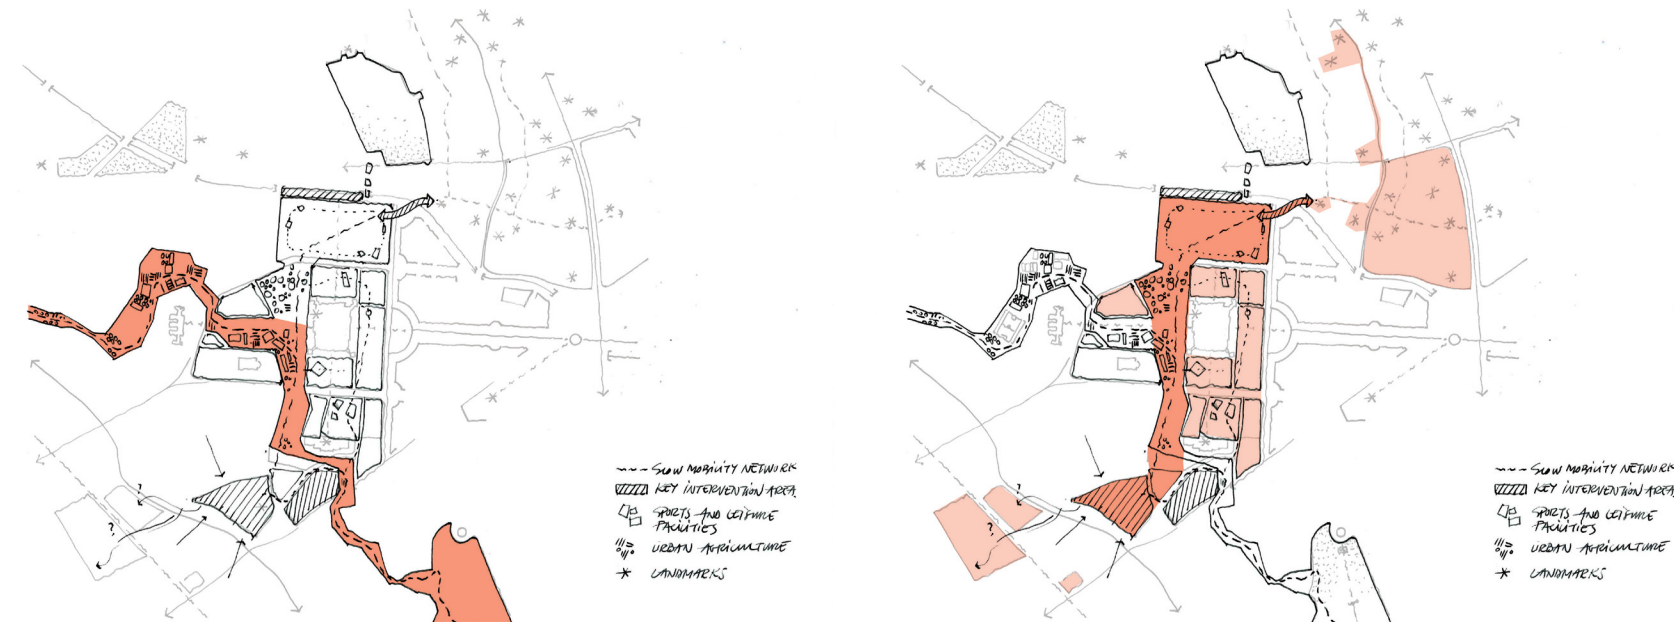 SLOW MOBILITY NETWORK
KEY INTERVENTION AREA
SPORTS AND LEISURE
FACILITIES
URBAN AGRICULTURE
LANDMARKS
?
?
SLOW MOBILITY NETWORK
KEY INTERVENTION AREA
SPORTS AND LEISURE
FACILITIES
URBAN AGRICULTURE
LANDMARKS
?
?